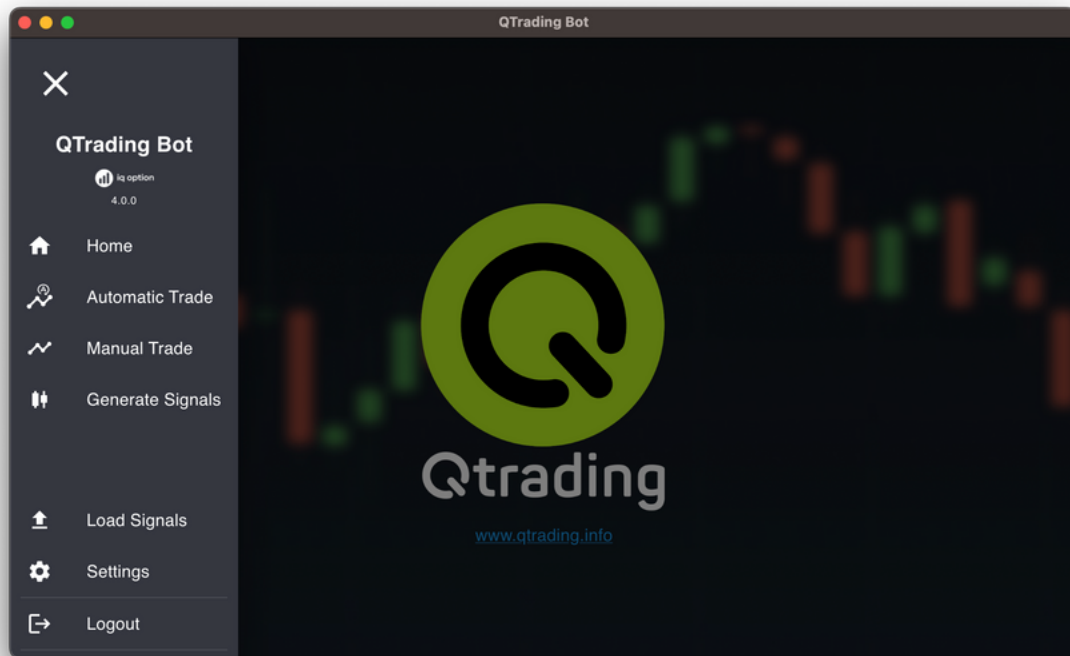 QTrading Bot
QTrading Bot
iq option
4.0.0
Home
Automatic Trade
Manual Trade
Generate Signals
Load Signals
Settings
Logout
Qtrading
www.qtrading.info